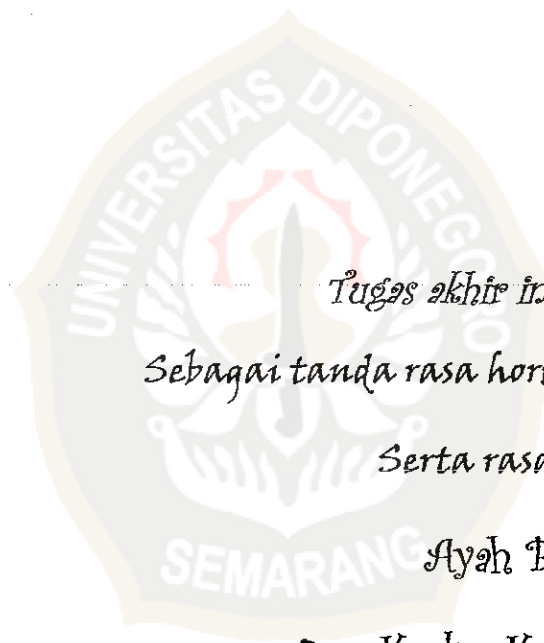 UNIVERSITAS DIPONEGORO
Tugas akhir in
Sebagai tanda rasa hor
Serta rasa
Ayah
SEMARANG